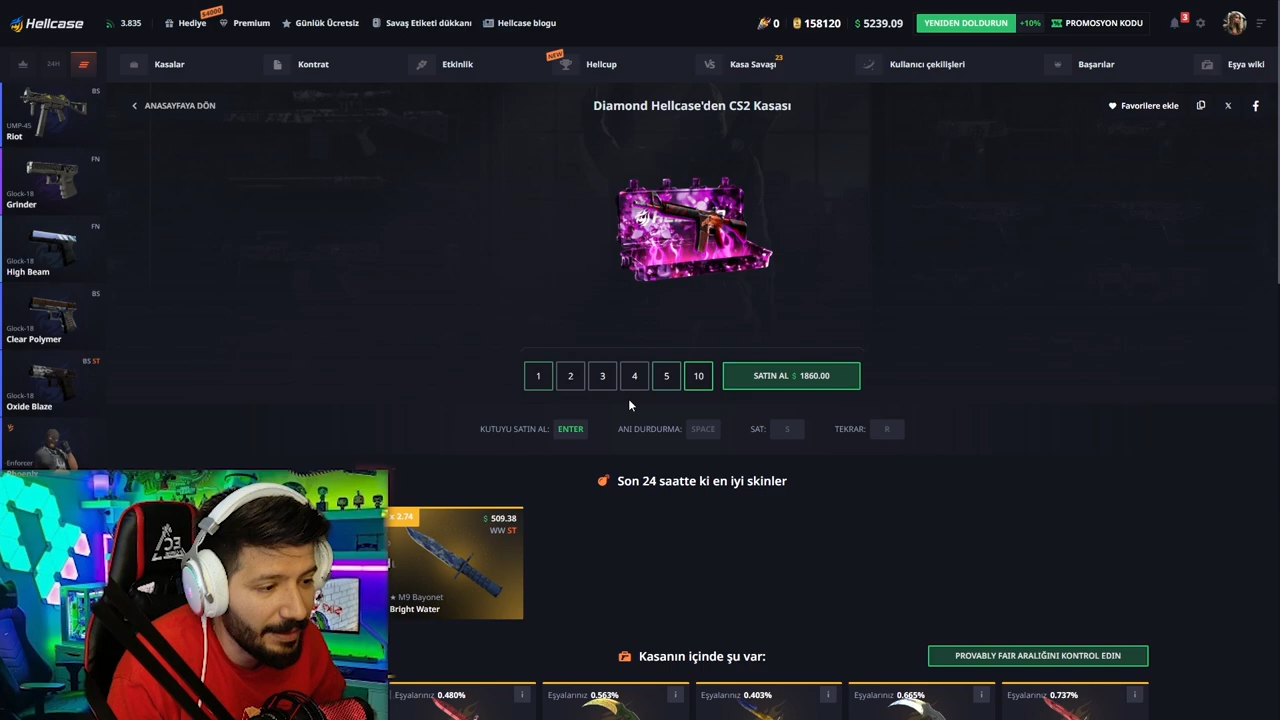 Hellcase
3.835
Hediye
$4000
Premium
Günlük Ücretsiz
Savaş Etiketi dükkanı
Hellcase blogu
0
158120
$ 5239.09
YENİDEN DOLDURUN
+10%
PROMOSYON KODU
3
24H
Kasalar
Kontrat
Etkinlik
NEW
Hellcup
VS
Kasa Savaşı
23
Kullanıcı çekilişleri
Başarılar
Eşya wiki
ANASAYFAYA DÖN
Diamond Hellcase'den CS2 Kasası
Favorilere ekle
BS
UMP-45
Riot
FN
Glock-18
Grinder
FN
Glock-18
High Beam
BS
Glock-18
Clear Polymer
BS ST
Glock-18
Oxide Blaze
Enforcer
1
2
3
4
5
10
SATIN AL $ 1860.00
KUTUYU SATIN AL: ENTER
ANI DURDURMA: SPACE
SAT: S
TEKRAR: R
Son 24 saatte ki en iyi skinler
x 2.74
$ 509.38
WW ST
★ M9 Bayonet
Bright Water
Kasanın içinde şu var:
PROVABLY FAIR ARALIĞINI KONTROL EDIN
Eşyalarınız 0.480%
Eşyalarınız 0.563%
Eşyalarınız 0.403%
Eşyalarınız 0.665%
Eşyalarınız 0.737%